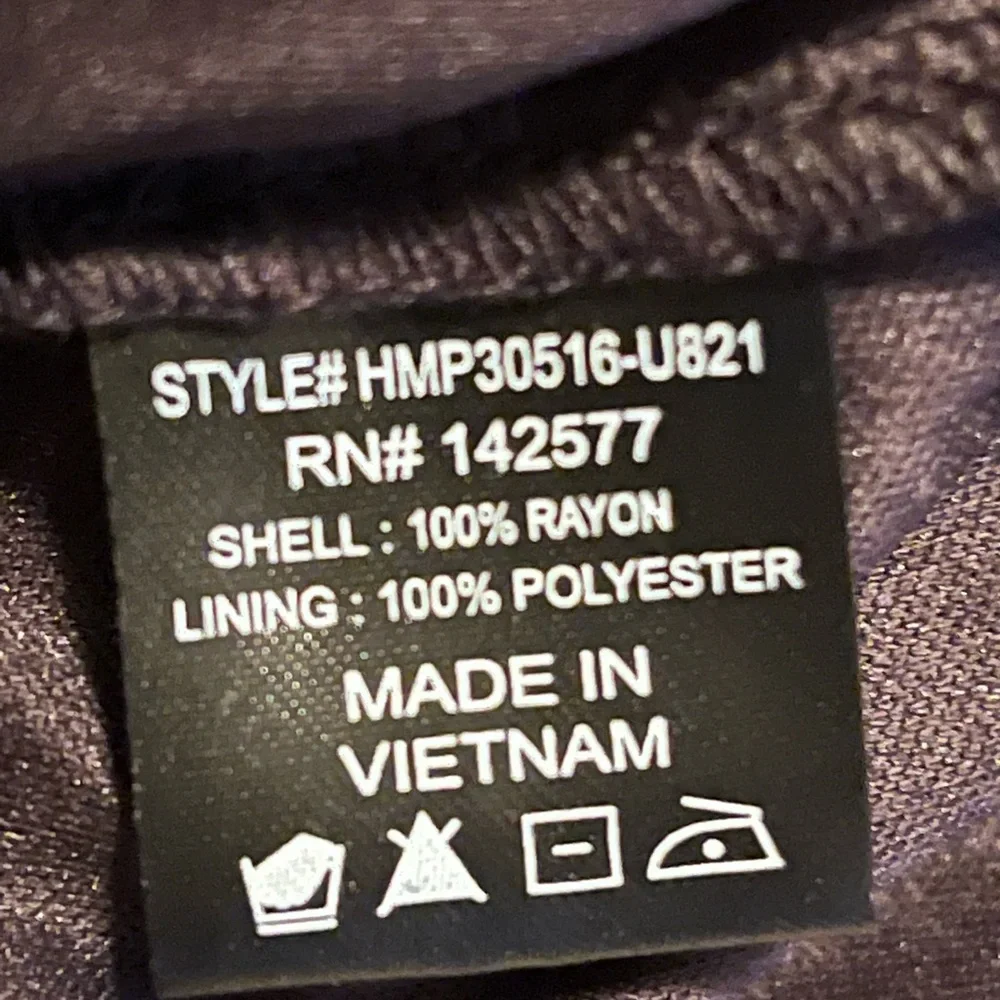 STYLE# HMP30516-U821
RN# 142577
SHELL : 100% RAYON
LINING : 100% POLYESTER
MADE IN
VIETNAM